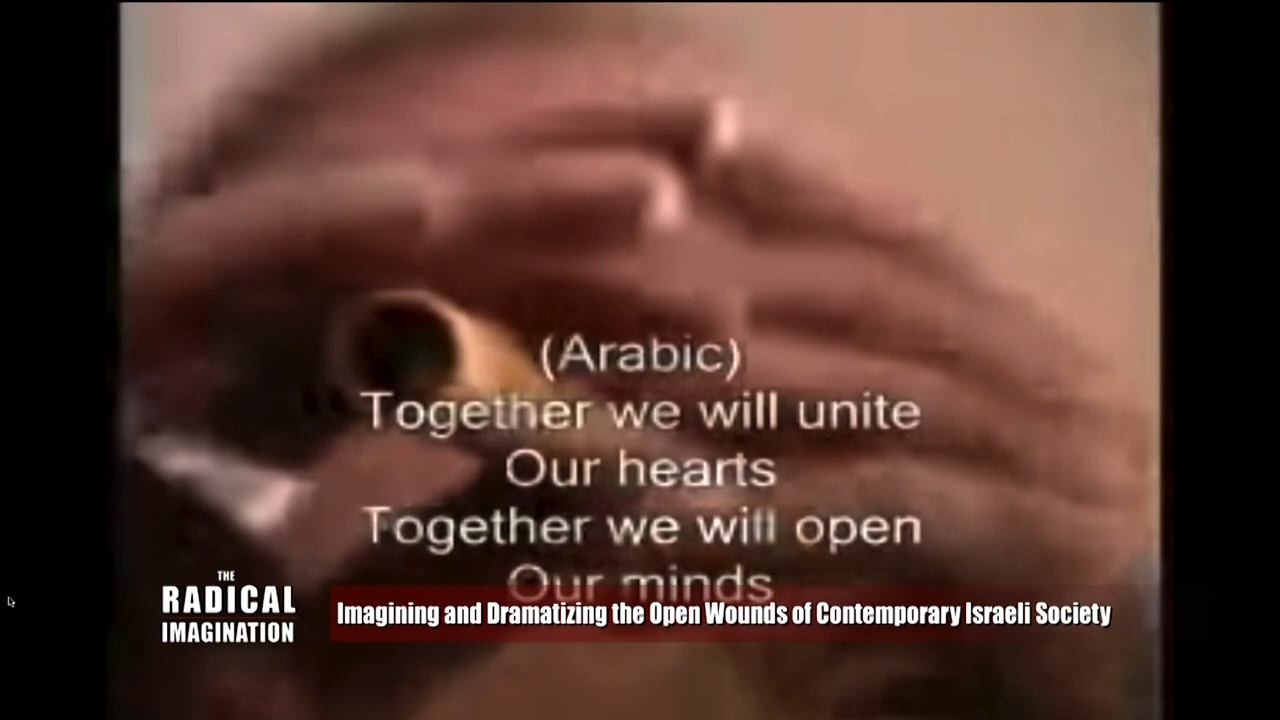 (Arabic)
Together we will unite
Our hearts
Together we will open
Our minds
THE
RADICAL
IMAGINATION
Imagining and Dramatizing the Open Wounds of Contemporary Israeli Society